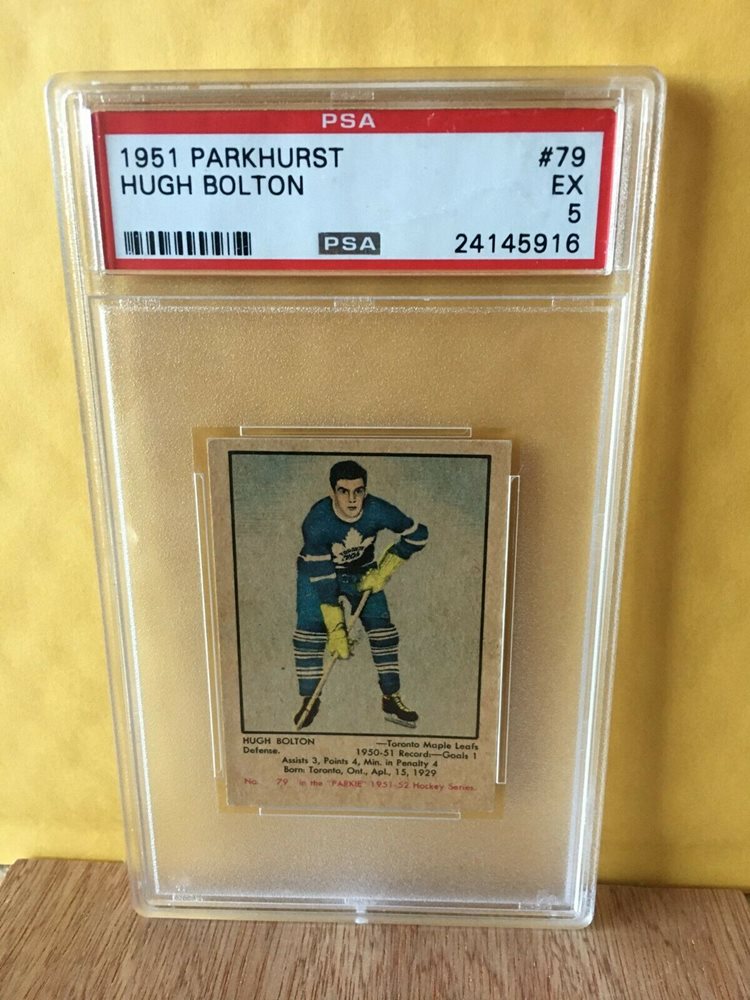 PSA
1951 PARKHURST #79
HUGH BOLTON EX
5
PSA 24145916
TORONTO
HUGH BOLTON —Toronto Maple Leafs
Defense. 1950-51 Record:—Goals 1
Assists 3, Points 4, Min. in Penalty 4
Born: Toronto, Ont., Apl., 15, 1929
No. 79 in the "PARKIE" 1951-52 Hockey Series.